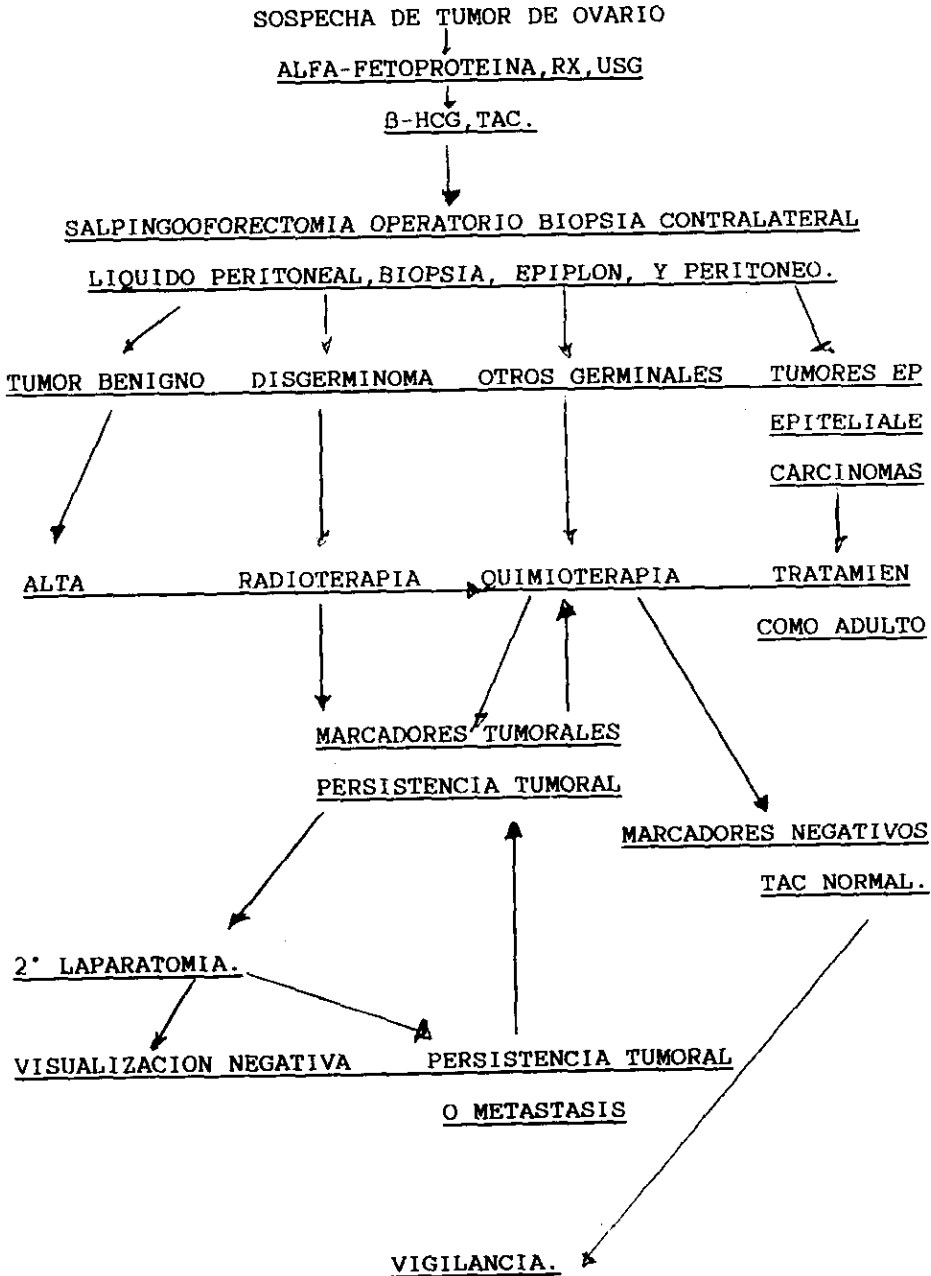 SOSPECHA DE TUMOR DE OVARIO
ALFA-FETOPROTEINA,RX,USG
β-HCG,TAC.
SALPINGOOFORECTOMIA OPERATORIO BIOPSIA CONTRALATERAL
LIQUIDO PERITONEAL,BIOPSIA, EPIPLON, Y PERITONEO.
TUMOR BENIGNO DISGERMINOMA OTROS GERMINALES TUMORES EP
EPITELIALE
CARCINOMAS
ALTA RADIOTERAPIA QUIMIOTERAPIA TRATAMIEN
COMO ADULTO
MARCADORES TUMORALES
PERSISTENCIA TUMORAL
MARCADORES NEGATIVOS
TAC NORMAL.
2° LAPARATOMIA.
VISUALIZACION NEGATIVA PERSISTENCIA TUMORAL
O METASTASIS
VIGILANCIA.